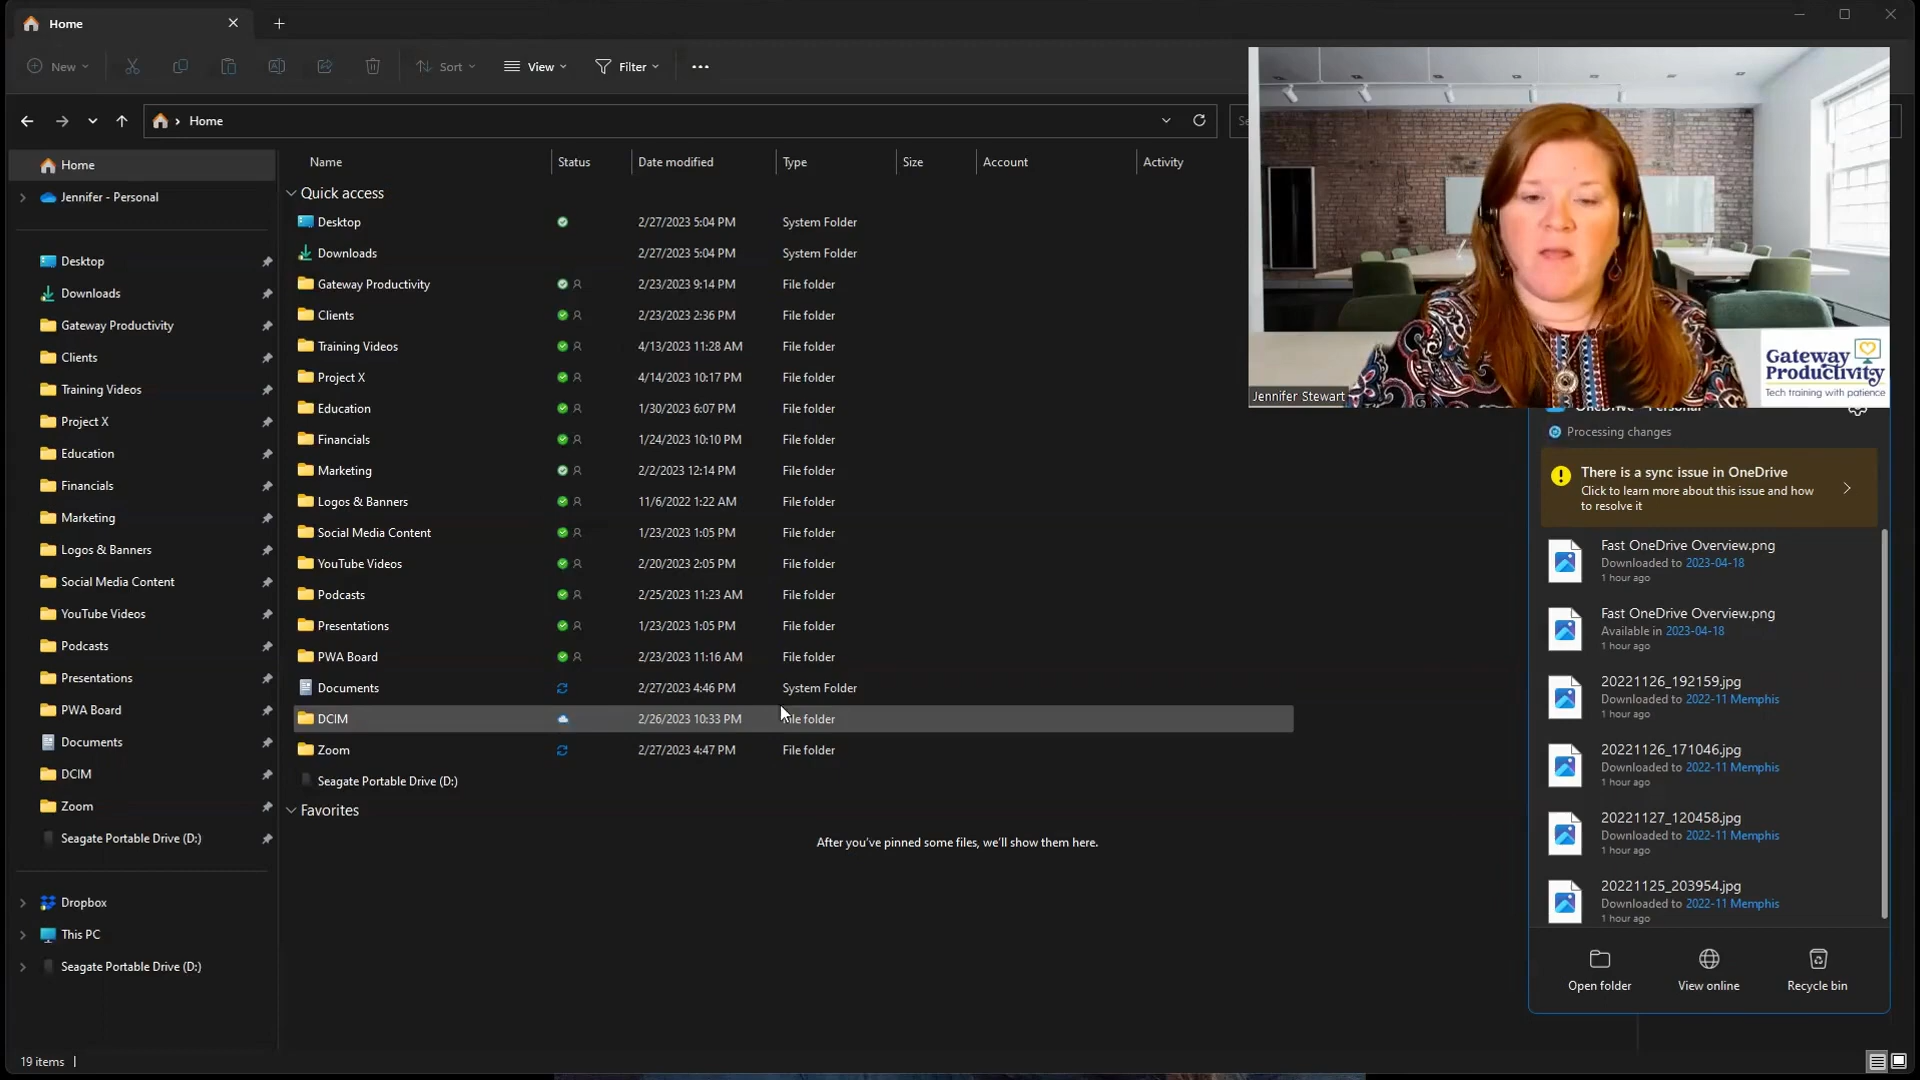 Home
New
Sort
View
Filter
Home
Home
Jennifer - Personal
Desktop
Downloads
Gateway Productivity
Clients
Training Videos
Project X
Education
Financials
Marketing
Logos & Banners
Social Media Content
YouTube Videos
Podcasts
Presentations
PWA Board
Documents
DCIM
Zoom
Seagate Portable Drive (D:)
Dropbox
This PC
Seagate Portable Drive (D:)
19 items
Name Status Date modified Type Size Account Activity
Quick access
Desktop 2/27/2023 5:04 PM System Folder
Downloads 2/27/2023 5:04 PM System Folder
Gateway Productivity 2/23/2023 9:14 PM File folder
Clients 2/23/2023 2:36 PM File folder
Training Videos 4/13/2023 11:28 AM File folder
Project X 4/14/2023 10:17 PM File folder
Education 1/30/2023 6:07 PM File folder
Financials 1/24/2023 10:10 PM File folder
Marketing 2/2/2023 12:14 PM File folder
Logos & Banners 11/6/2022 1:22 AM File folder
Social Media Content 1/23/2023 1:05 PM File folder
YouTube Videos 2/20/2023 2:05 PM File folder
Podcasts 2/25/2023 11:23 AM File folder
Presentations 1/23/2023 1:05 PM File folder
PWA Board 2/23/2023 11:16 AM File folder
Documents 2/27/2023 4:46 PM System Folder
DCIM 2/26/2023 10:33 PM File folder
Zoom 2/27/2023 4:47 PM File folder
Seagate Portable Drive (D:)
Favorites
After you've pinned some files, we'll show them here.
Jennifer Stewart
Gateway
Productivity
Tech training with patience
OneDrive - Personal
Processing changes
There is a sync issue in OneDrive
Click to learn more about this issue and how
to resolve it
Fast OneDrive Overview.png
Downloaded to 2023-04-18
1 hour ago
Fast OneDrive Overview.png
Available in 2023-04-18
1 hour ago
20221126_192159.jpg
Downloaded to 2022-11 Memphis
1 hour ago
20221126_171046.jpg
Downloaded to 2022-11 Memphis
1 hour ago
20221127_120458.jpg
Downloaded to 2022-11 Memphis
1 hour ago
20221125_203954.jpg
Downloaded to 2022-11 Memphis
1 hour ago
Open folder
View online
Recycle bin